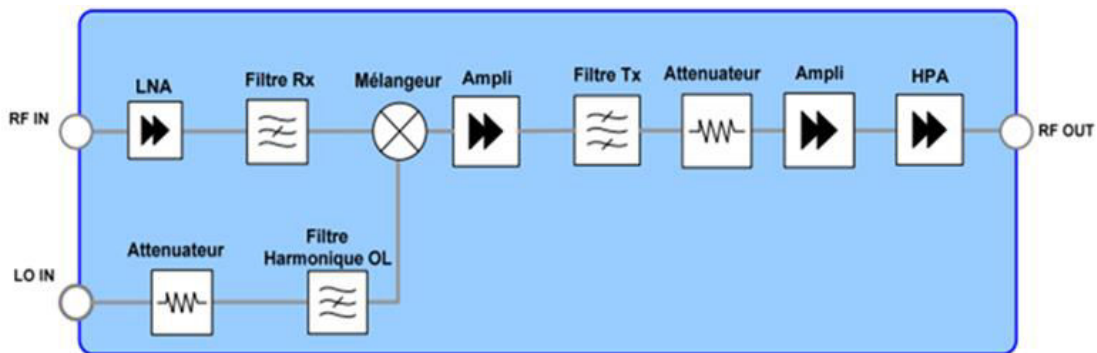 LNA
Filtre Rx
Mélangeur
Ampli
Filtre Tx
Attenuateur
Ampli
HPA
RF IN
RF OUT
Attenuateur
Filtre
Harmonique OL
LO IN